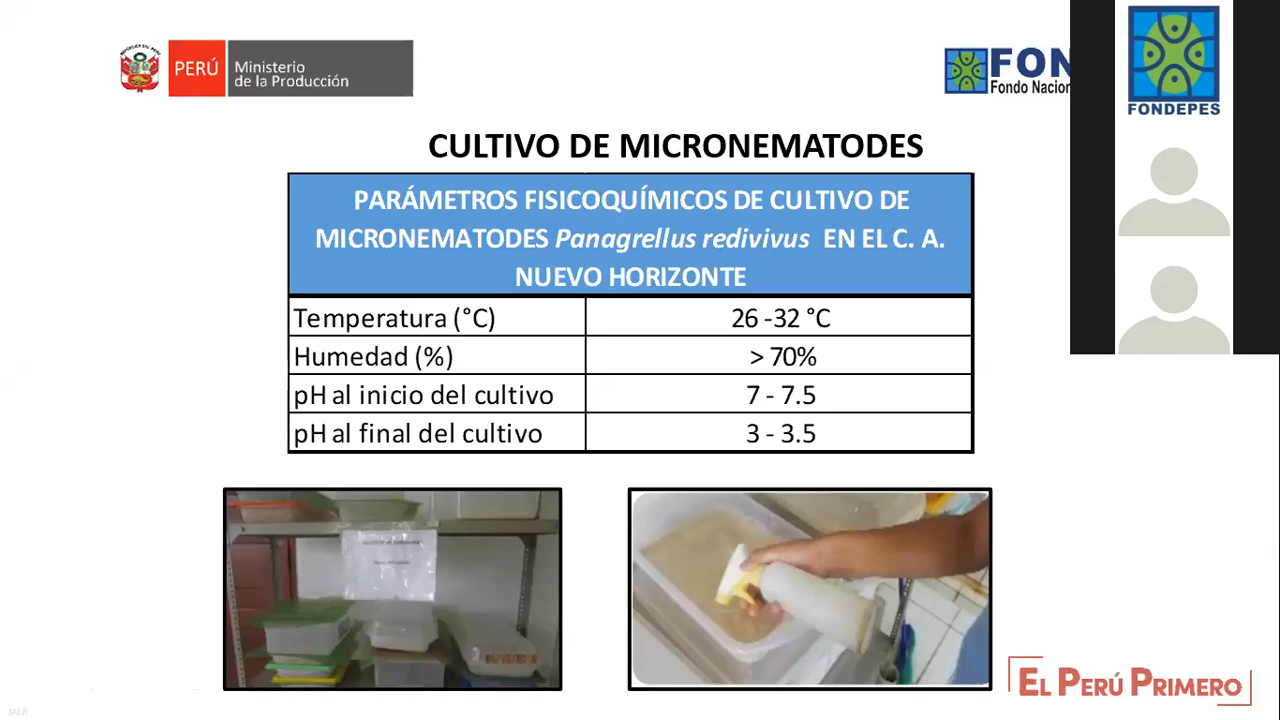 PERÚ
Ministerio
de la Producción
FON
Fondo Nacion
FONDEPES
CULTIVO DE MICRONEMATODES
PARÁMETROS FISICOQUÍMICOS DE CULTIVO DE
MICRONEMATODES Panagrellus redivivus EN EL C. A.
NUEVO HORIZONTE
Temperatura (°C) 26 -32 °C
Humedad (%) > 70%
pH al inicio del cultivo 7 - 7.5
pH al final del cultivo 3 - 3.5
EL PERÚ PRIMERO
JALR